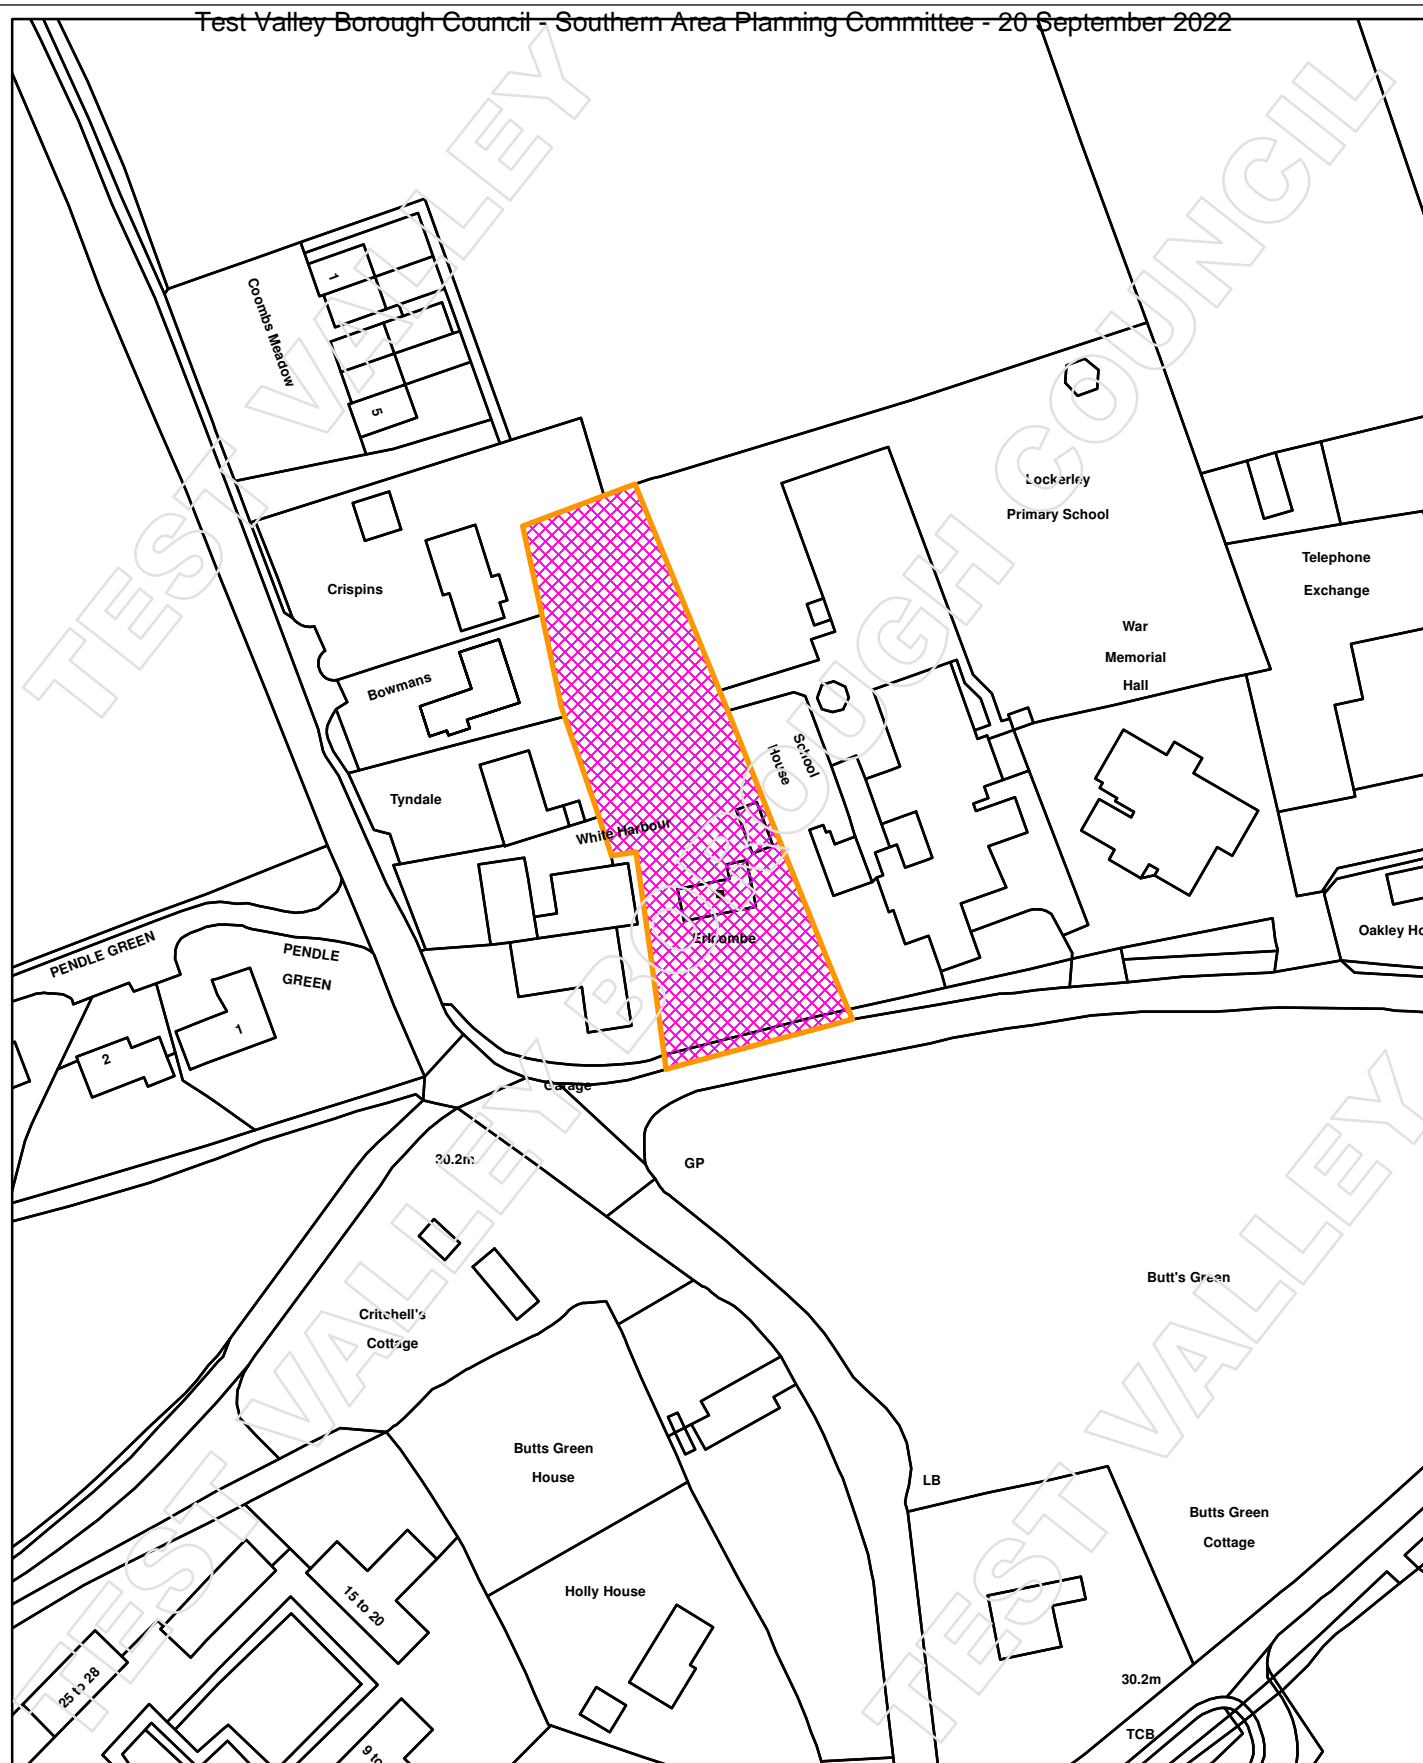 Test Valley Borough Council - Southern Area Planning Committee - 20 September 2022
TEST VALLEY BOROUGH COUNCIL
TEST VALLEY
TEST VALLEY
Coombs Meadow
1
5
Crispins
Bowmans
Tyndale
White Harbour
School
House
Erlcombe
Lockerley
Primary School
War
Memorial
Hall
Telephone
Exchange
PENDLE GREEN
PENDLE
GREEN
1
2
Garage
30.2m
GP
Critchell's
Cottage
Butt's Green
Butts Green
House
LB
Butts Green
Cottage
Holly House
15 to 20
25 to 28
30.2m
TCB